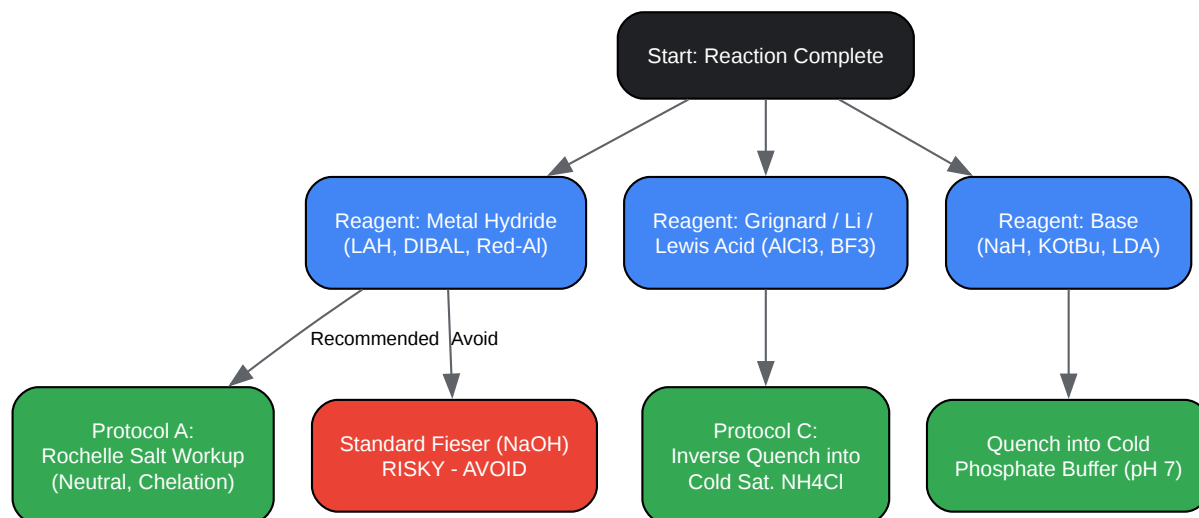 Start: Reaction Complete
Reagent: Metal Hydride
(LAH, DIBAL, Red-Al)
Reagent: Grignard / Li /
Lewis Acid (AlCl3, BF3)
Reagent: Base
(NaH, KOtBu, LDA)
Recommended
Avoid
Protocol A:
Rochelle Salt Workup
(Neutral, Chelation)
Standard Fieser (NaOH)
RISKY - AVOID
Protocol C:
Inverse Quench into
Cold Sat. NH4Cl
Quench into Cold
Phosphate Buffer (pH 7)